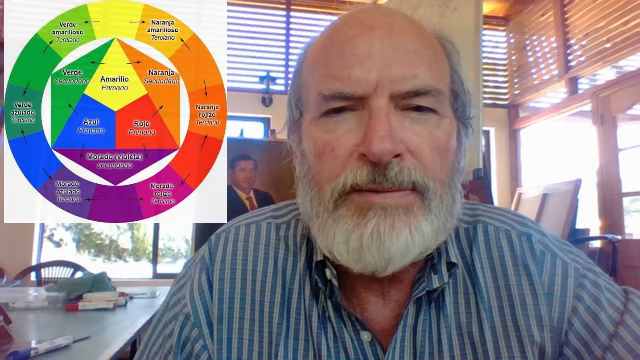 Verde
amarilloso
Terciario
Naranja
amarilloso
Terciario
Verde
secundario
Amarillo
Primario
Naranja
Secundario
Verde
azulado
Terciario
Azul
Primario
Rojo
Primario
Naranja
rojizo
Terciario
Morado (violeta)
secundario
Morado
azulado
Terciario
Morado
rojizo
Terciario